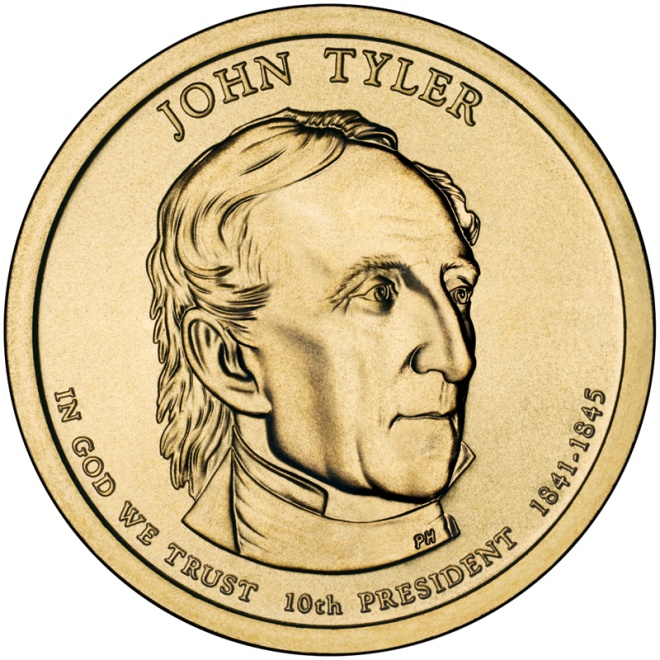 JOHN TYLER
IN GOD WE TRUST 10th PRESIDENT 1841-1845
PH